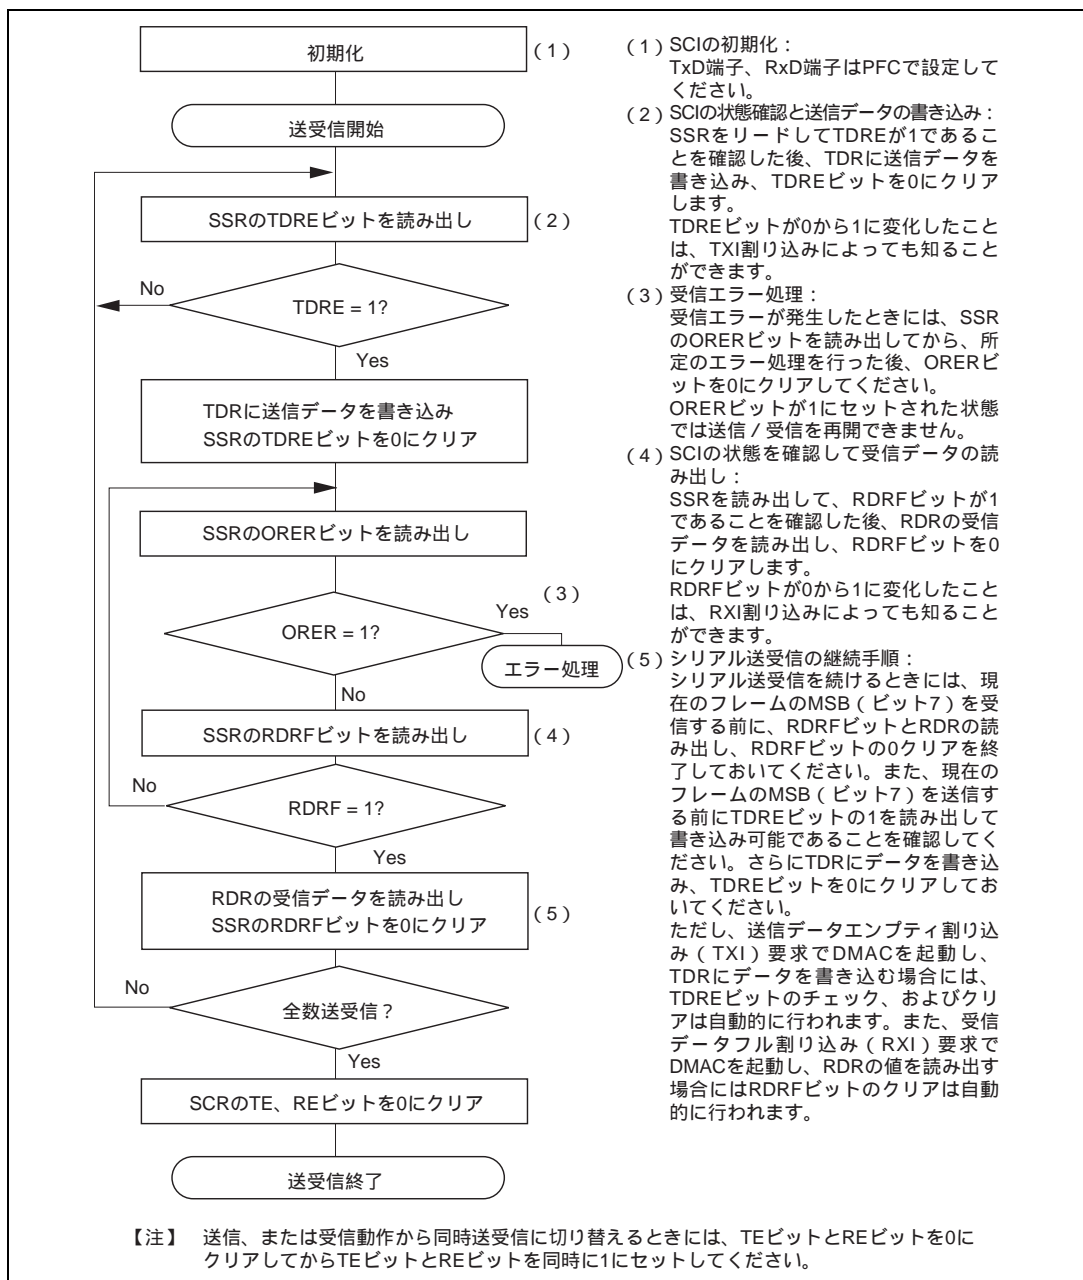 初期化
(1)
送受信開始
SSRのTDREビットを読み出し
(2)
No
TDRE = 1?
Yes
TDRに送信データを書き込み
SSRのTDREビットを0にクリア
SSRのORERビットを読み出し
(3)
Yes
ORER = 1?
エラー処理
No
SSRのRDRFビットを読み出し
(4)
No
RDRF = 1?
Yes
RDRの受信データを読み出し
SSRのRDRFビットを0にクリア
(5)
No
全数送受信？
Yes
SCRのTE、REビットを0にクリア
送受信終了
(1) SCIの初期化：
TxD端子、RxD端子はPFCで設定して
ください。
(2) SCIの状態確認と送信データの書き込み：
SSRをリードしてTDREが1であるこ
とを確認した後、TDRに送信データを
書き込み、TDREビットを0にクリア
します。
TDREビットが0から1に変化したこと
は、TXI割り込みによっても知ること
ができます。
(3) 受信エラー処理：
受信エラーが発生したときには、SSR
のORERビットを読み出してから、所
定のエラー処理を行った後、ORERビ
ットを0にクリアしてください。
ORERビットが1にセットされた状態
では送信 / 受信を再開できません。
(4) SCIの状態を確認して受信データの読
み出し：
SSRを読み出して、RDRFビットが1
であることを確認した後、RDRの受信
データを読み出し、RDRFビットを0
にクリアします。
RDRFビットが0から1に変化したこと
は、RXI割り込みによっても知ること
ができます。
(5) シリアル送受信の継続手順：
シリアル送受信を続けるときには、現
在のフレームのMSB（ビット7）を受
信する前に、RDRFビットとRDRの読
み出し、RDRFビットの0クリアを終
了しておいてください。また、現在の
フレームのMSB（ビット7）を送信す
る前にTDREビットの1を読み出して
書き込み可能であることを確認してく
ださい。さらにTDRにデータを書き込
み、TDREビットを0にクリアしてお
いてください。
ただし、送信データエンプティ割り込
み（TXI）要求でDMACを起動し、
TDRにデータを書き込む場合には、
TDREビットのチェック、およびクリ
アは自動的に行われます。また、受信
データフル割り込み（RXI）要求で
DMACを起動し、RDRの値を読み出す
場合にはRDRFビットのクリアは自動
的に行われます。
【注】 送信、または受信動作から同時送受信に切り替えるときには、TEビットとREビットを0に
クリアしてからTEビットとREビットを同時に1にセットしてください。